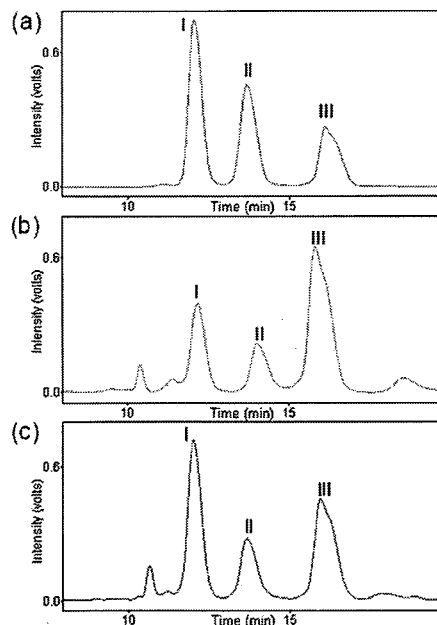 (a)
I
II
III
0.6
0.0
Intensity (volts)
10
Time (min)
15
(b)
I
II
III
0.6
0.0
Intensity (volts)
10
Time (min)
15
(c)
I
II
III
0.6
0.0
Intensity (volts)
10
Time (min)
15